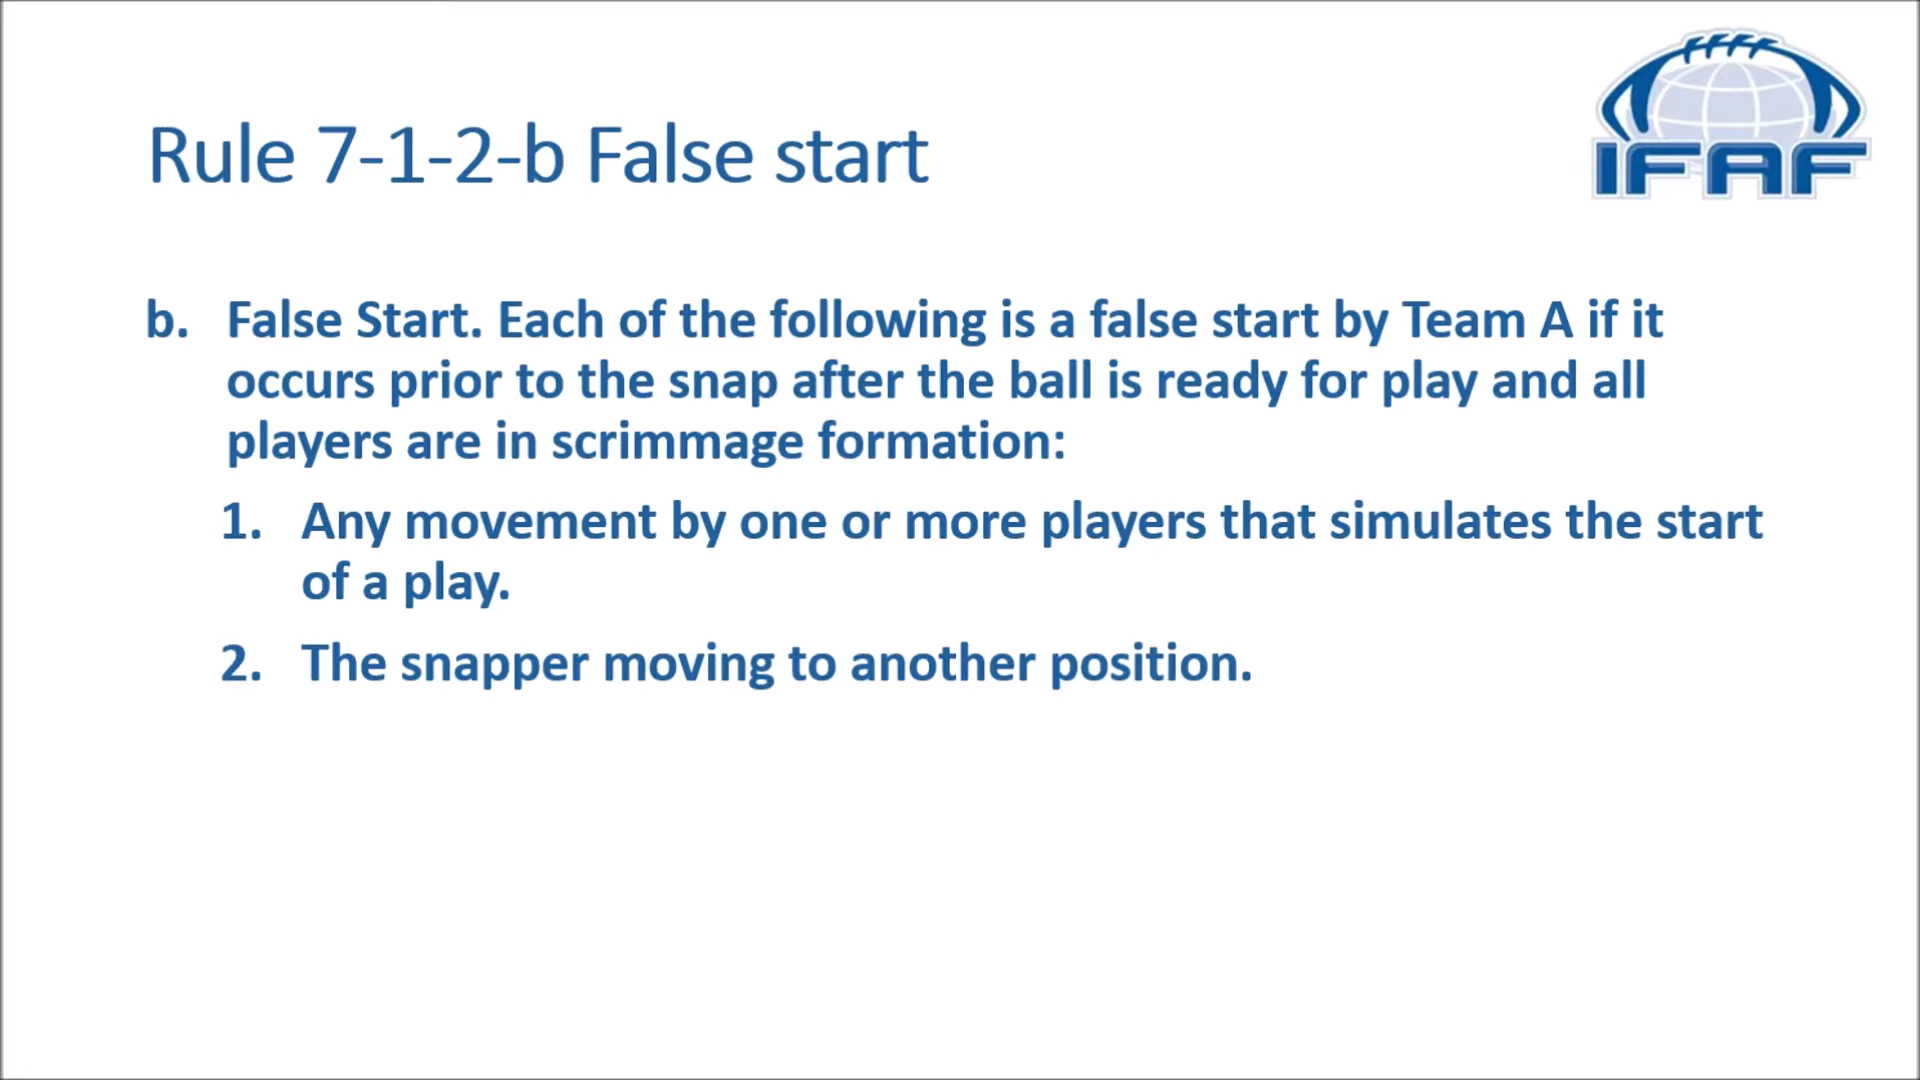 IFAF
Rule 7-1-2-b False start
b. False Start. Each of the following is a false start by Team A if it
occurs prior to the snap after the ball is ready for play and all
players are in scrimmage formation:
1. Any movement by one or more players that simulates the start
of a play.
2. The snapper moving to another position.